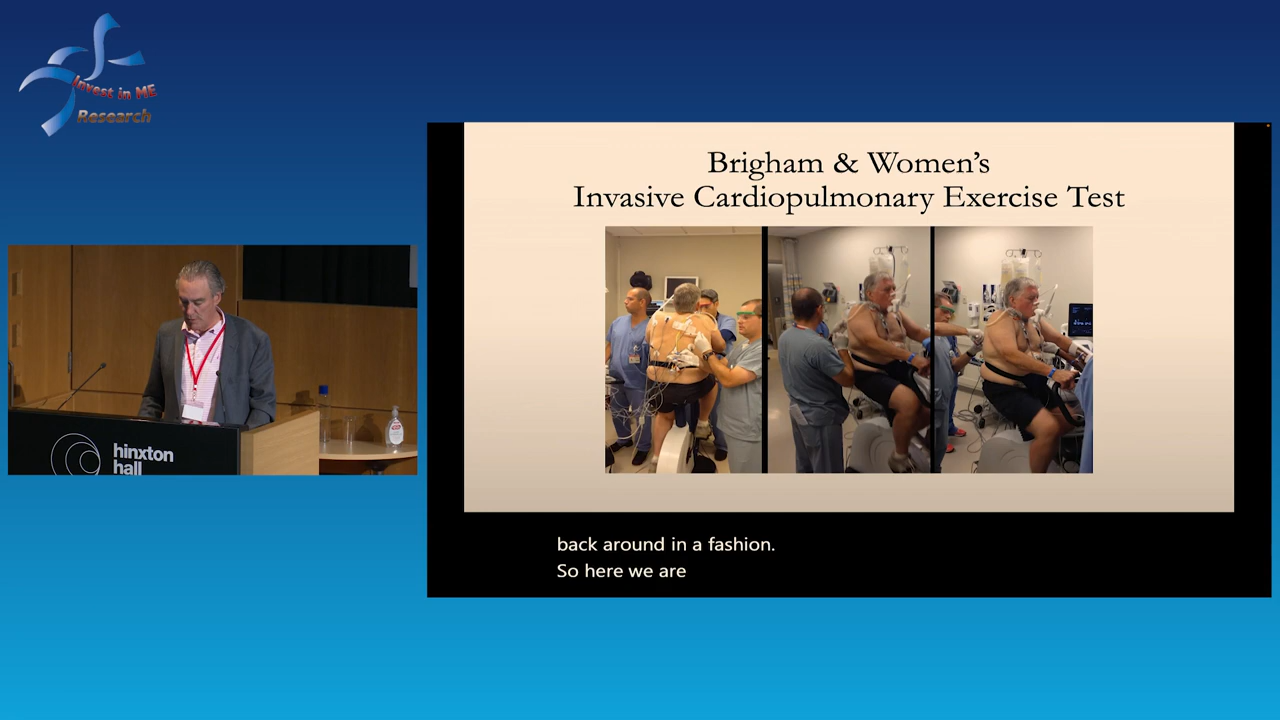 Invest in ME
Research
Brigham & Women's
Invasive Cardiopulmonary Exercise Test
hinxton
hall
back around in a fashion.
So here we are